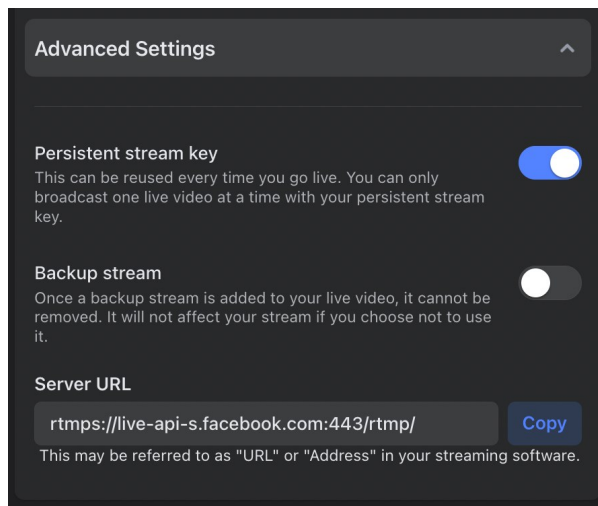 Advanced Settings
Persistent stream key
This can be reused every time you go live. You can only
broadcast one live video at a time with your persistent stream
key.
Backup stream
Once a backup stream is added to your live video, it cannot be
removed. It will not affect your stream if you choose not to use
it.
Server URL
rtmps://live-api-s.facebook.com:443/rtmp/
Copy
This may be referred to as "URL" or "Address" in your streaming software.